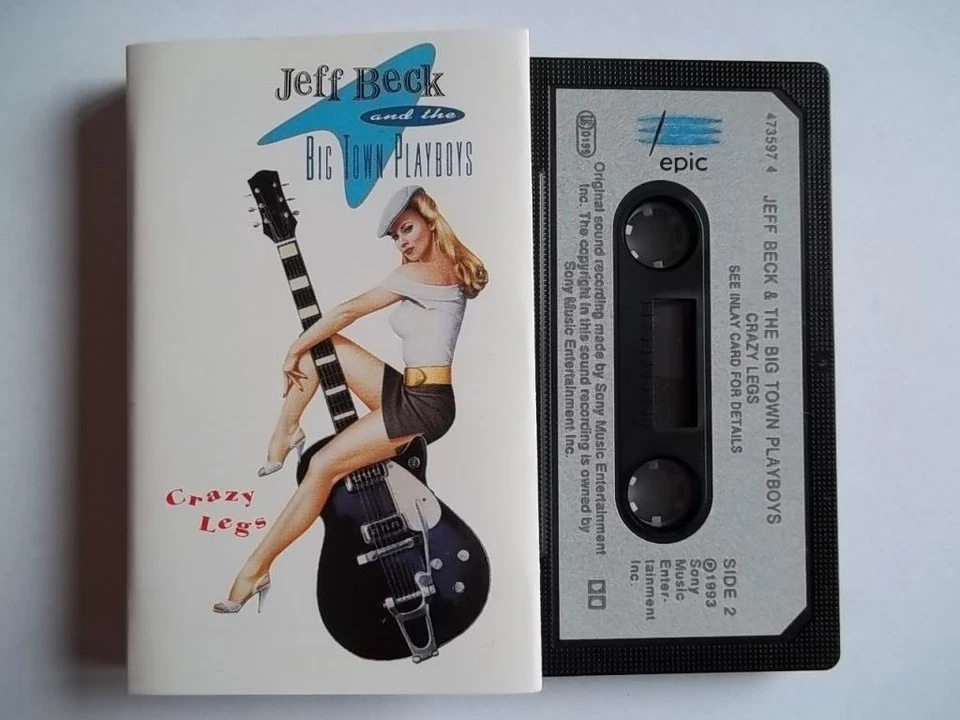 Jeff Beck
and the
BIG TOWN PLAYBOYS
Crazy
Legs
epic
LC 0199
473597 4
JEFF BECK & THE BIG TOWN PLAYBOYS
CRAZY LEGS
SEE INLAY CARD FOR DETAILS
Original sound recording made by Sony Music Entertainment
Inc. The copyright in this sound recording is owned by
Sony Music Entertainment Inc.
SIDE 2
℗1993
Sony
Music
Enter-
tainment
Inc.